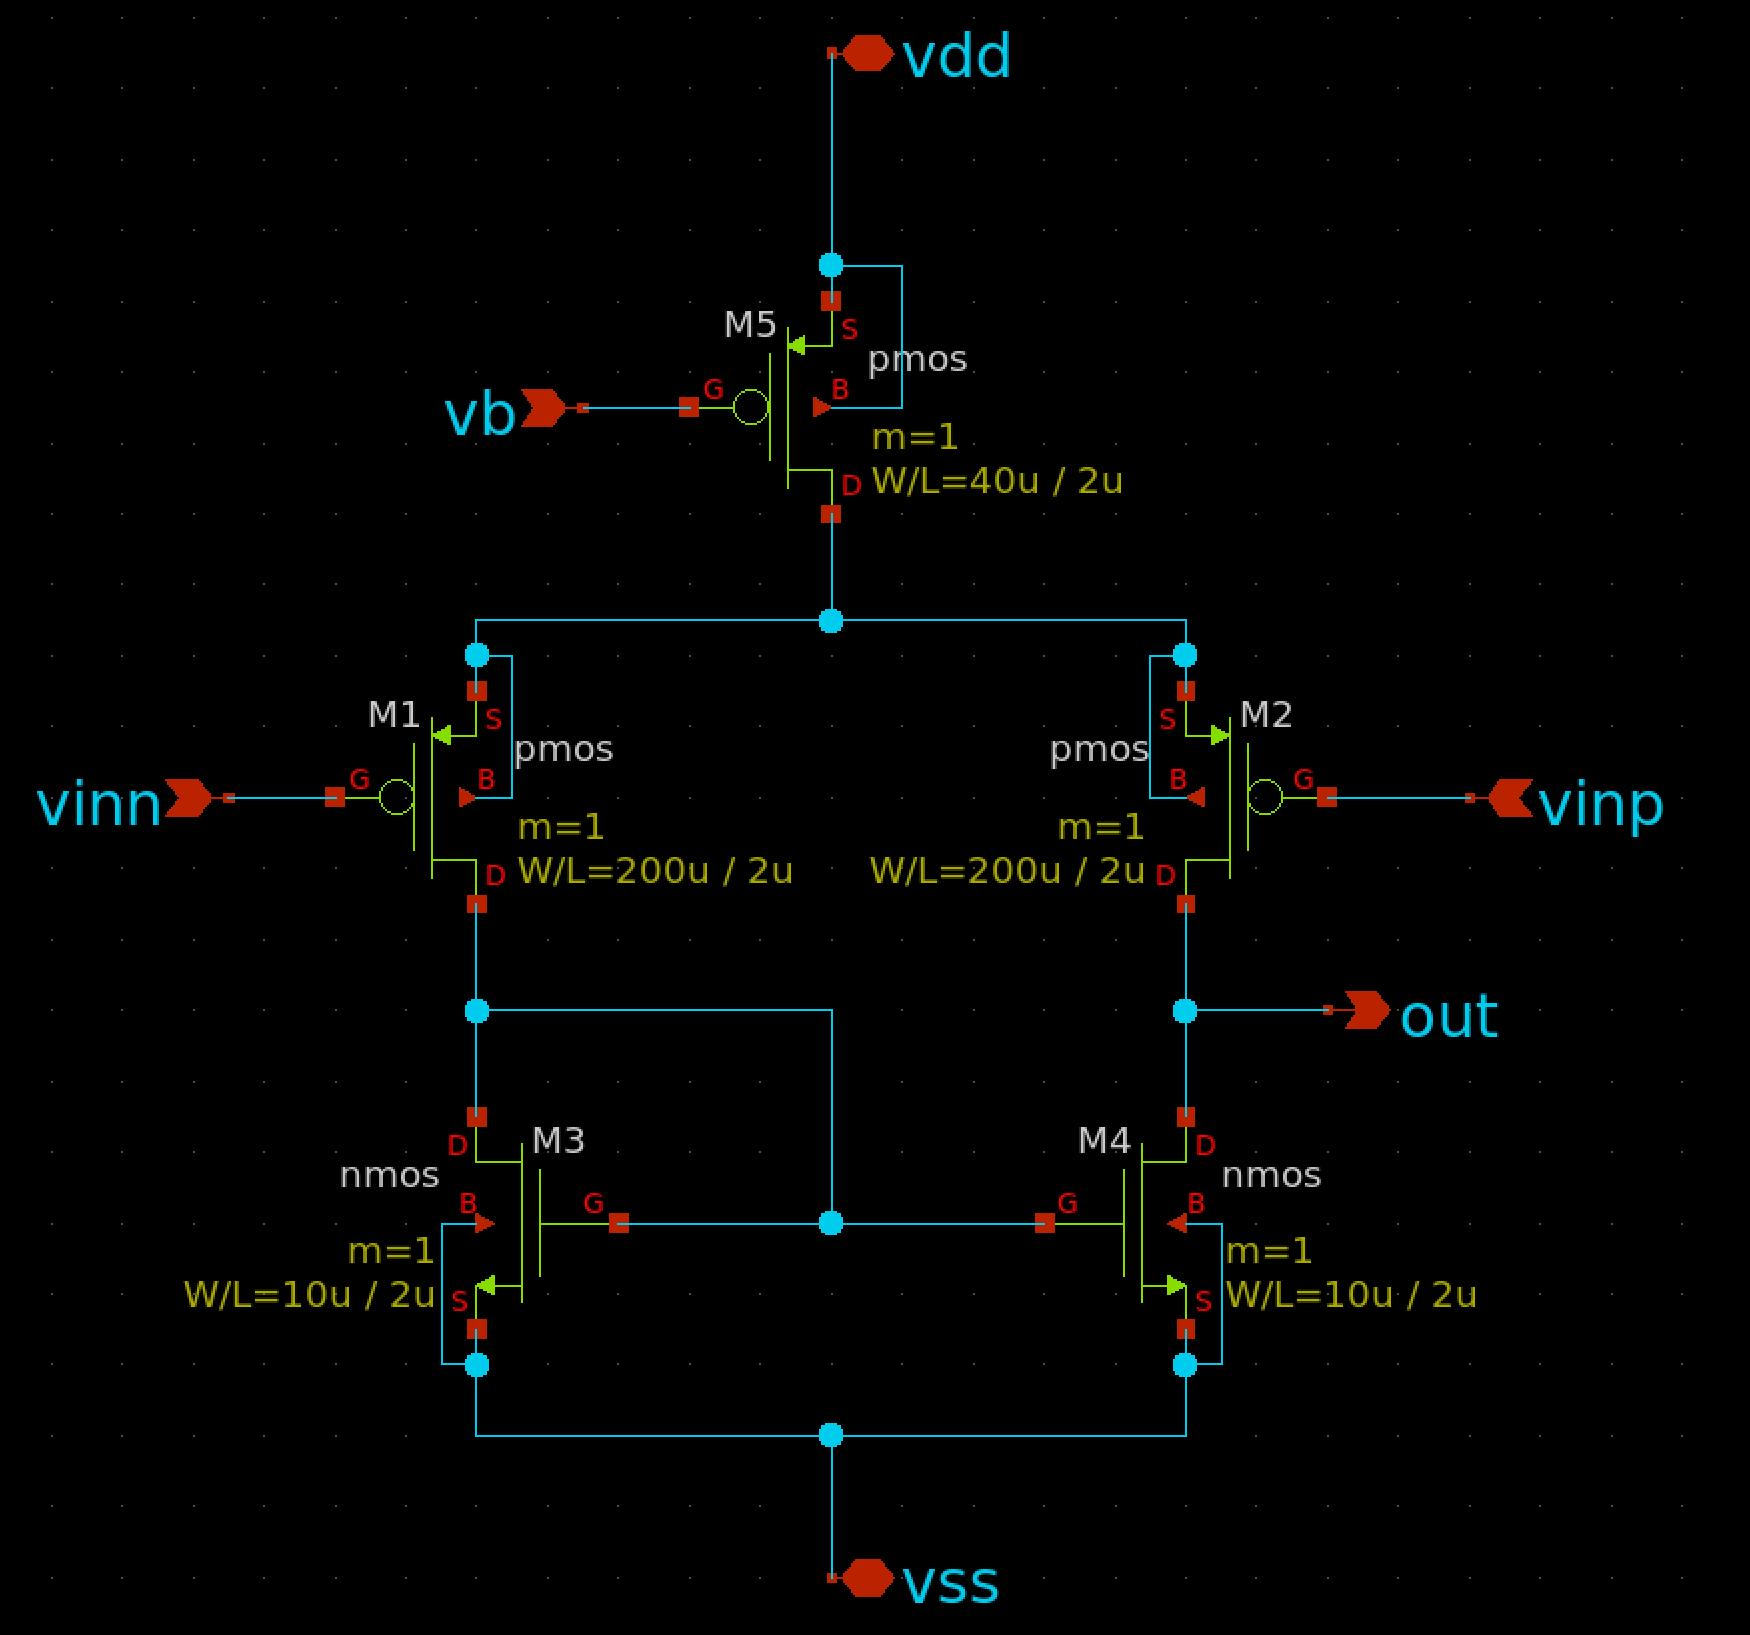 vdd
M5
S
pmos
G
B
vb
m=1
D
W/L=40u / 2u
M1
S
pmos
S
M2
pmos
vinn
G
B
B
G
vinp
m=1
m=1
D
W/L=200u / 2u
W/L=200u / 2u
D
out
D
M3
M4
D
nmos
nmos
B
G
G
B
m=1
m=1
W/L=10u / 2u
S
S
W/L=10u / 2u
vss